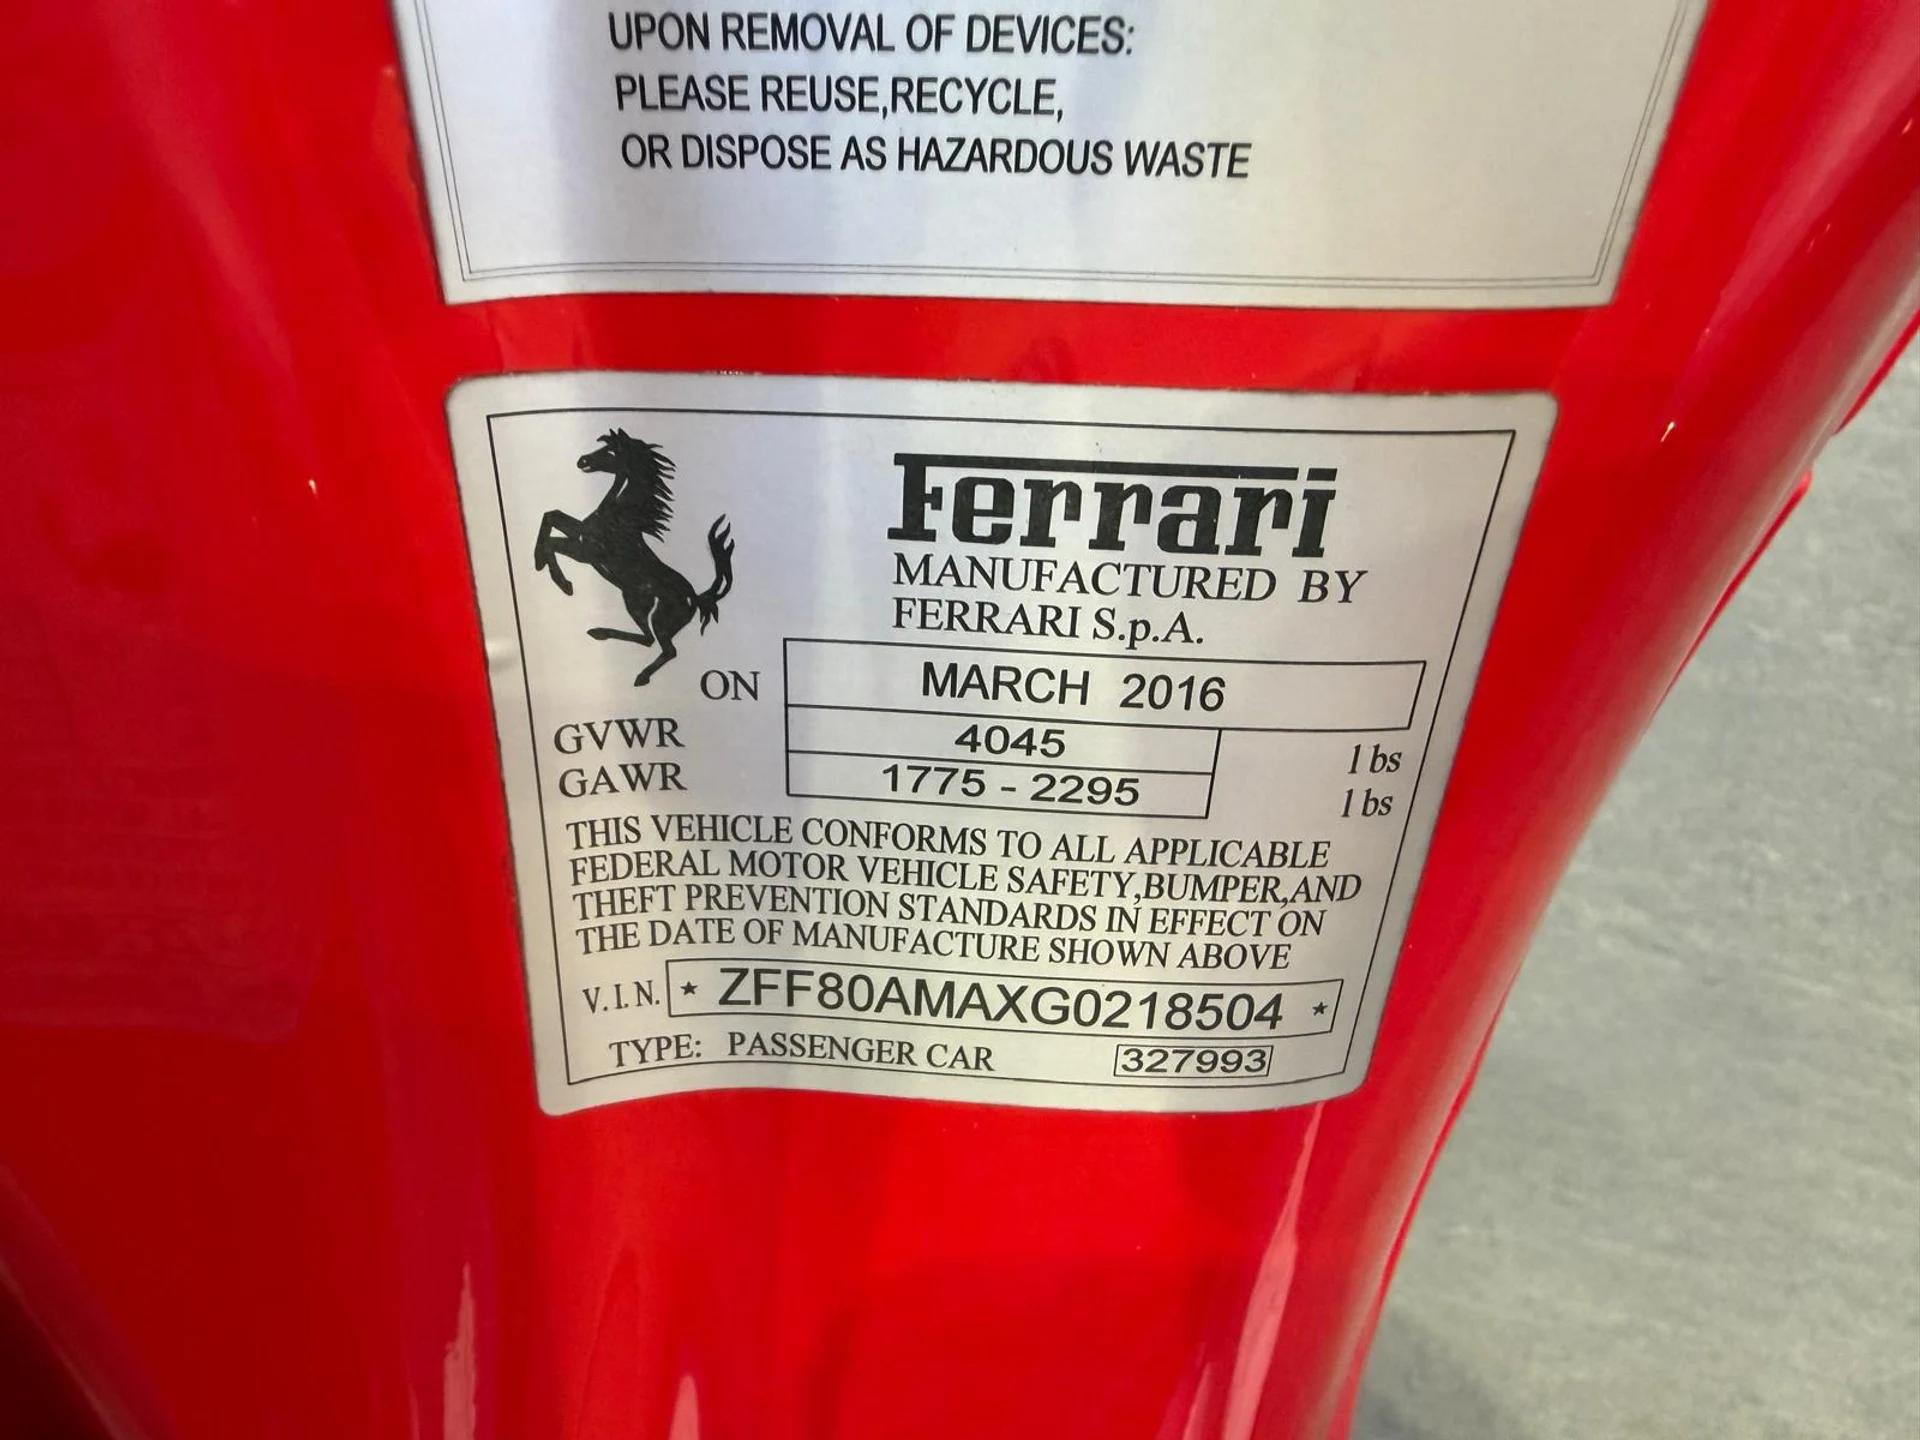 UPON REMOVAL OF DEVICES:
PLEASE REUSE,RECYCLE,
OR DISPOSE AS HAZARDOUS WASTE
Ferrari
MANUFACTURED BY
FERRARI S.p.A.
ON MARCH 2016
GVWR 4045 lbs
GAWR 1775 - 2295 lbs
THIS VEHICLE CONFORMS TO ALL APPLICABLE
FEDERAL MOTOR VEHICLE SAFETY,BUMPER,AND
THEFT PREVENTION STANDARDS IN EFFECT ON
THE DATE OF MANUFACTURE SHOWN ABOVE
V.I.N. * ZFF80AMAXG0218504 *
TYPE: PASSENGER CAR 327993